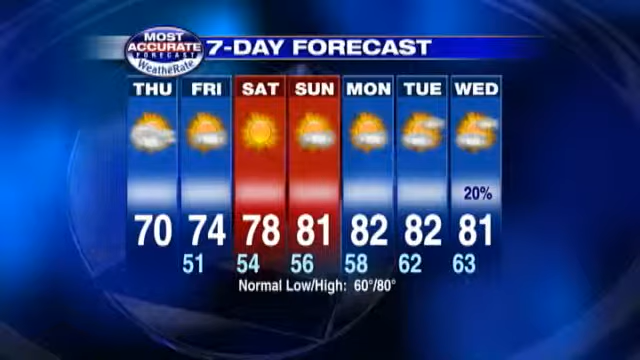 MOST
ACCURATE
FORECAST
WeatheRate
7-DAY FORECAST
THU FRI SAT SUN MON TUE WED
20%
70 74 78 81 82 82 81
51 54 56 58 62 63
Normal Low/High: 60°/80°